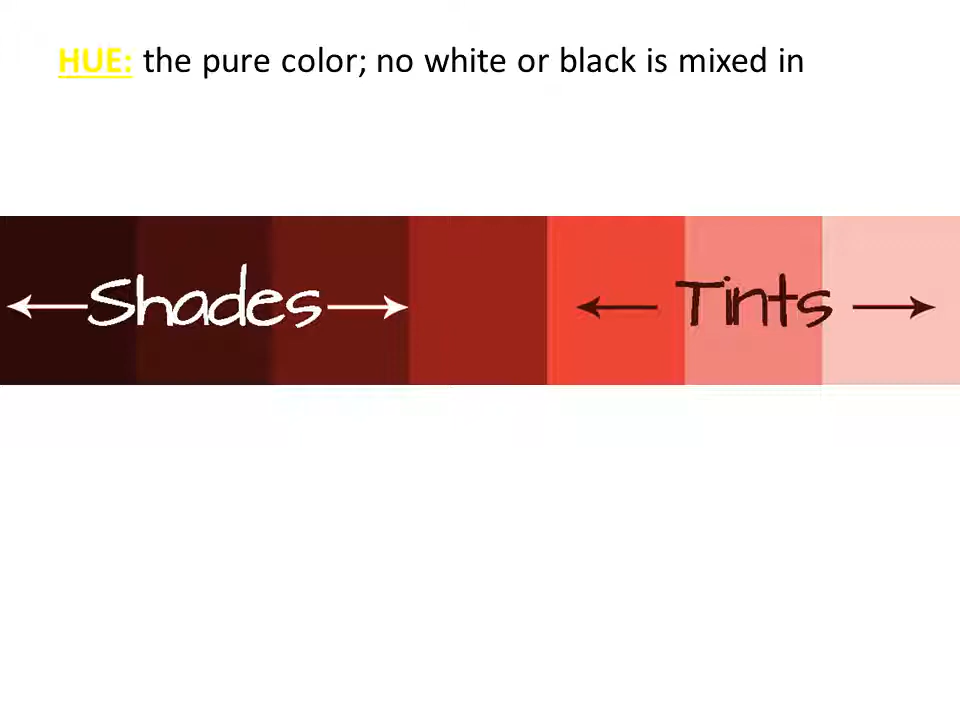 HUE: the pure color; no white or black is mixed in
Shades Tints